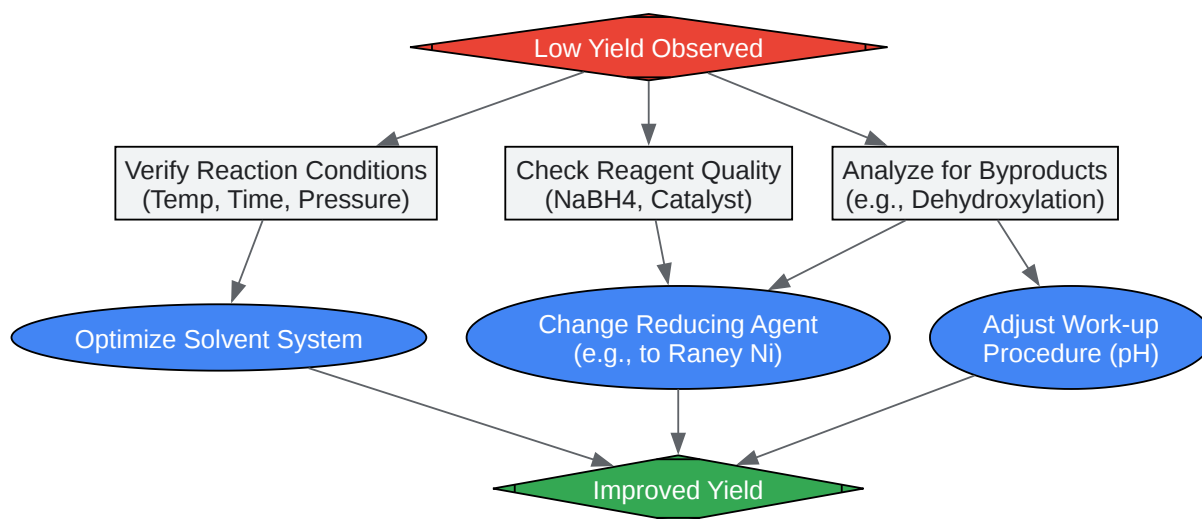 Low Yield Observed
Verify Reaction Conditions
(Temp, Time, Pressure)
Check Reagent Quality
(NaBH4, Catalyst)
Analyze for Byproducts
(e.g., Dehydroxylation)
Optimize Solvent System
Change Reducing Agent
(e.g., to Raney Ni)
Adjust Work-up
Procedure (pH)
Improved Yield